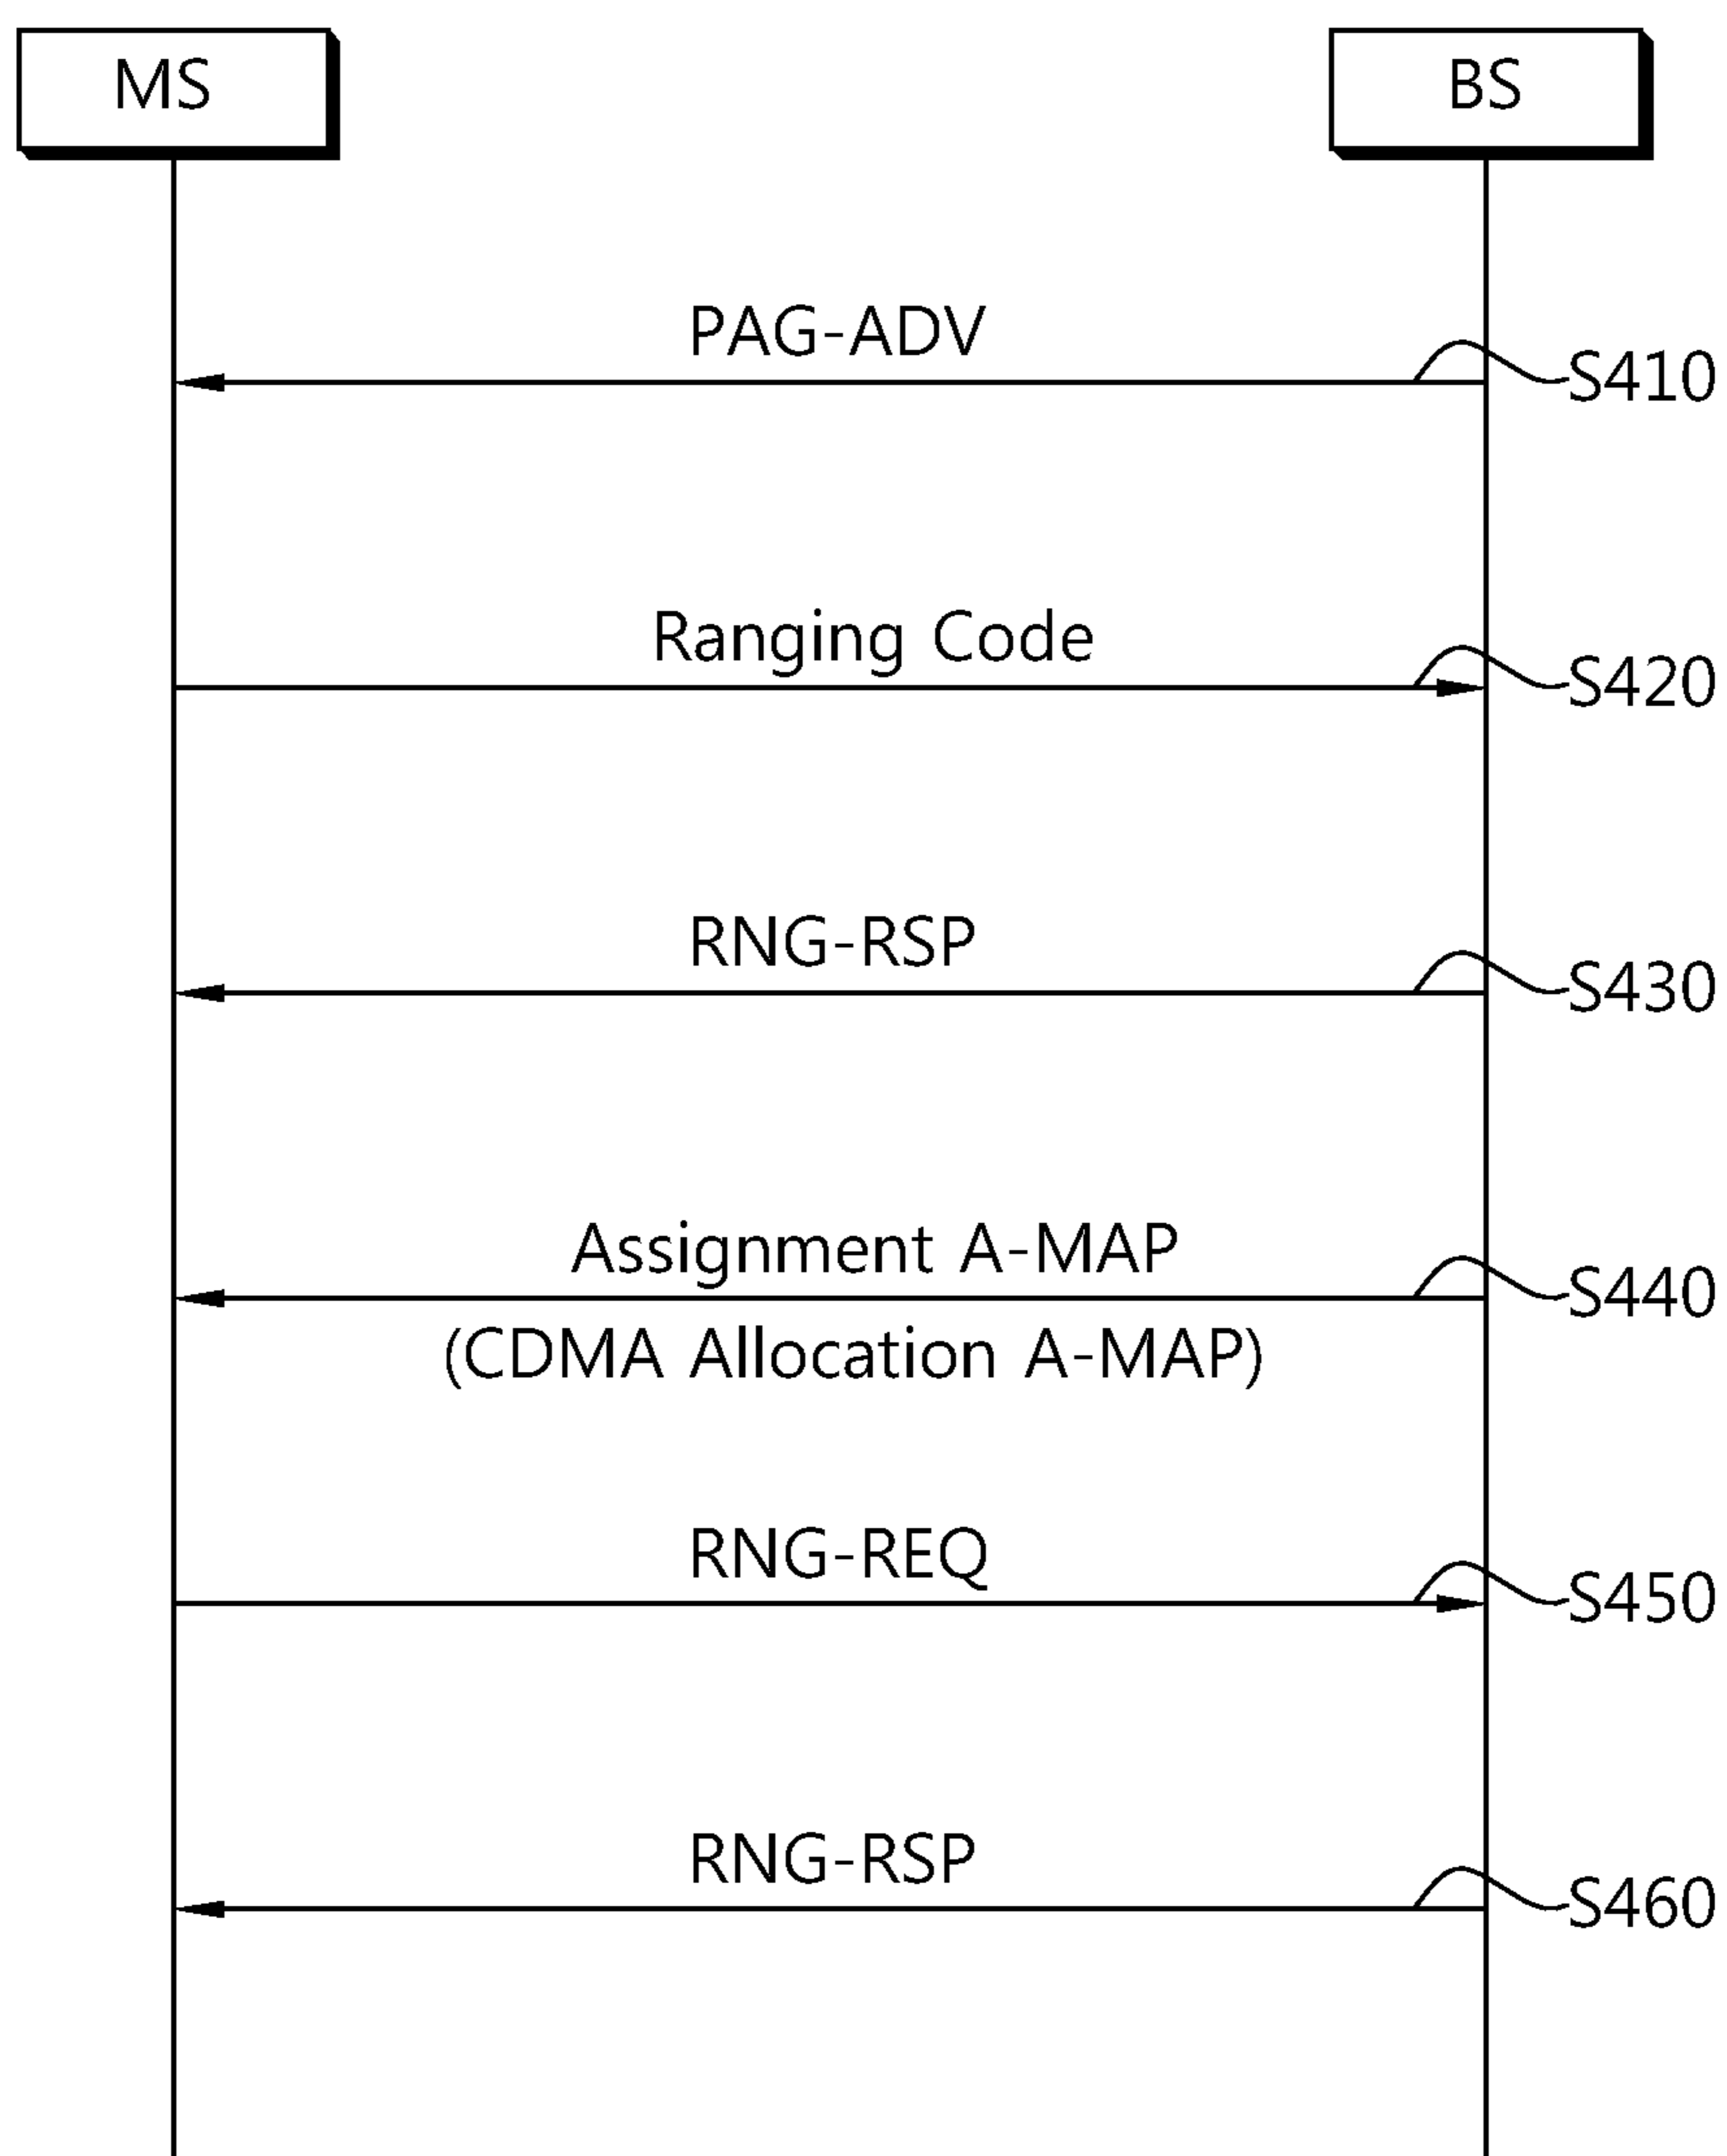 MS
BS
PAG-ADV
S410
Ranging Code
S420
RNG-RSP
S430
Assignment A-MAP
S440
(CDMA Allocation A-MAP)
RNG-REQ
S450
RNG-RSP
S460